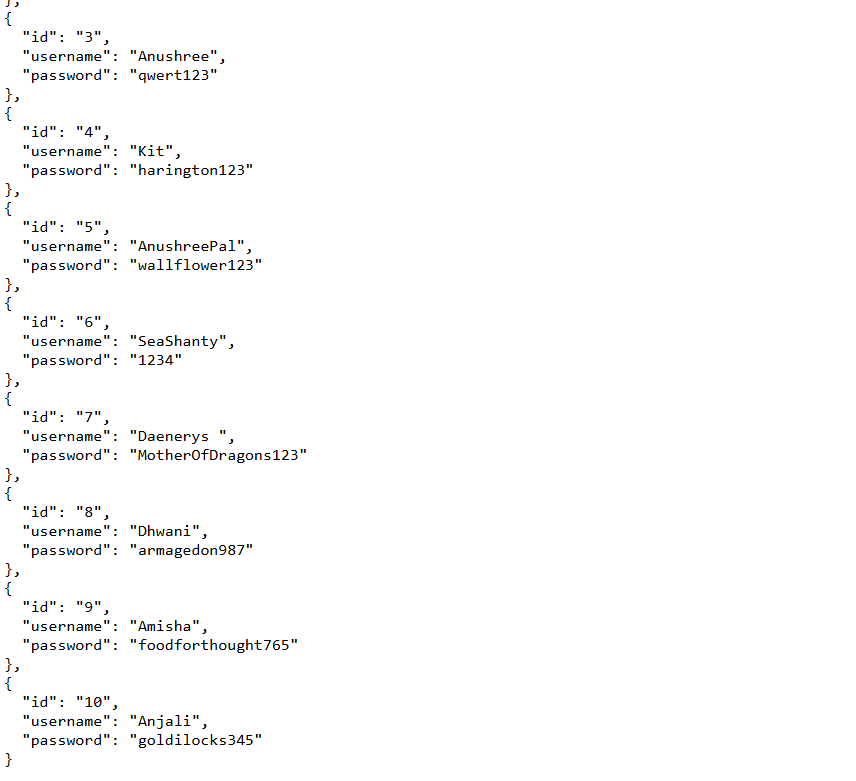 },
{
  "id": "3",
  "username": "Anushree",
  "password": "qwert123"
},
{
  "id": "4",
  "username": "Kit",
  "password": "harington123"
},
{
  "id": "5",
  "username": "AnushreePal",
  "password": "wallflower123"
},
{
  "id": "6",
  "username": "SeaShanty",
  "password": "1234"
},
{
  "id": "7",
  "username": "Daenerys ",
  "password": "MotherOfDragons123"
},
{
  "id": "8",
  "username": "Dhwani",
  "password": "armagedon987"
},
{
  "id": "9",
  "username": "Amisha",
  "password": "foodforthought765"
},
{
  "id": "10",
  "username": "Anjali",
  "password": "goldilocks345"
}